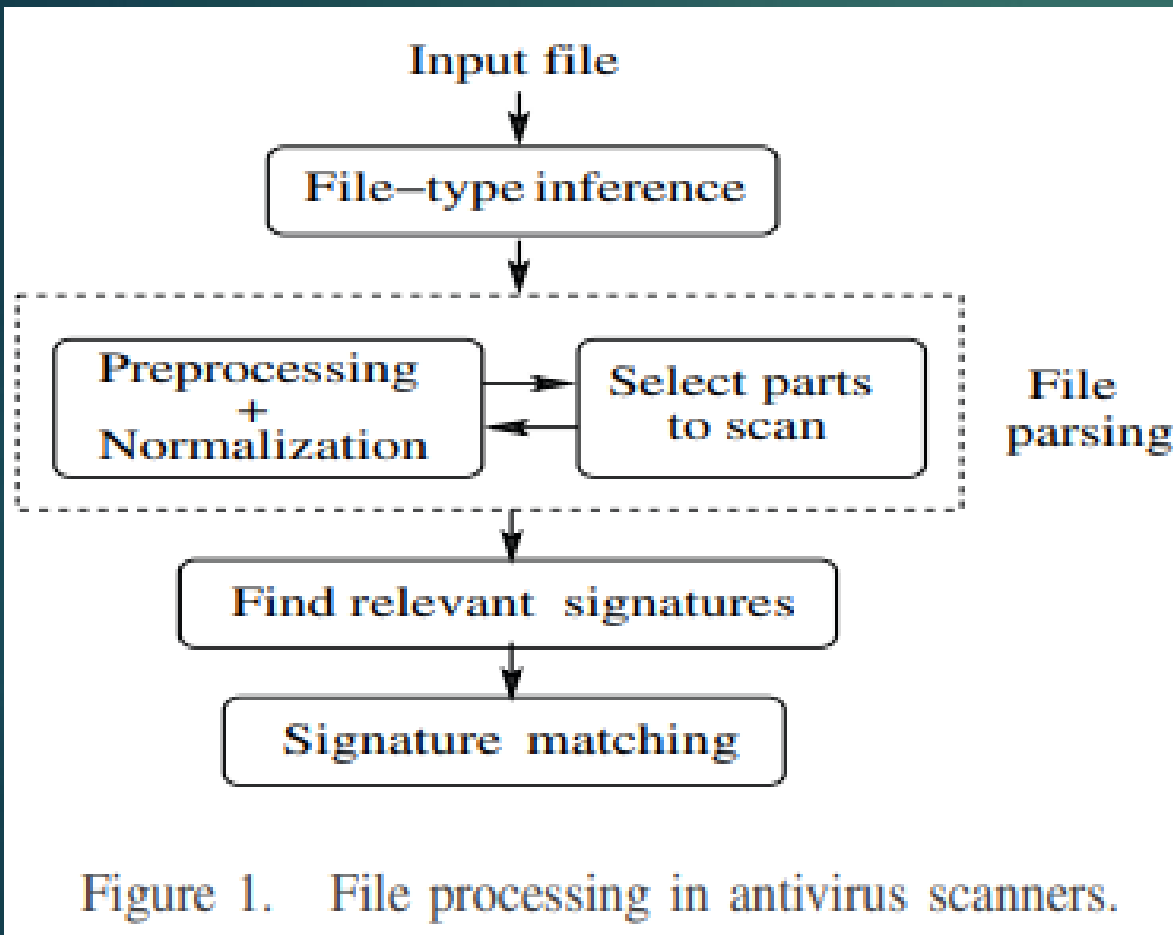 Input file
File–type inference
Preprocessing
+
Normalization
Select parts
to scan
File
parsing
Find relevant signatures
Signature matching
Figure 1. File processing in antivirus scanners.